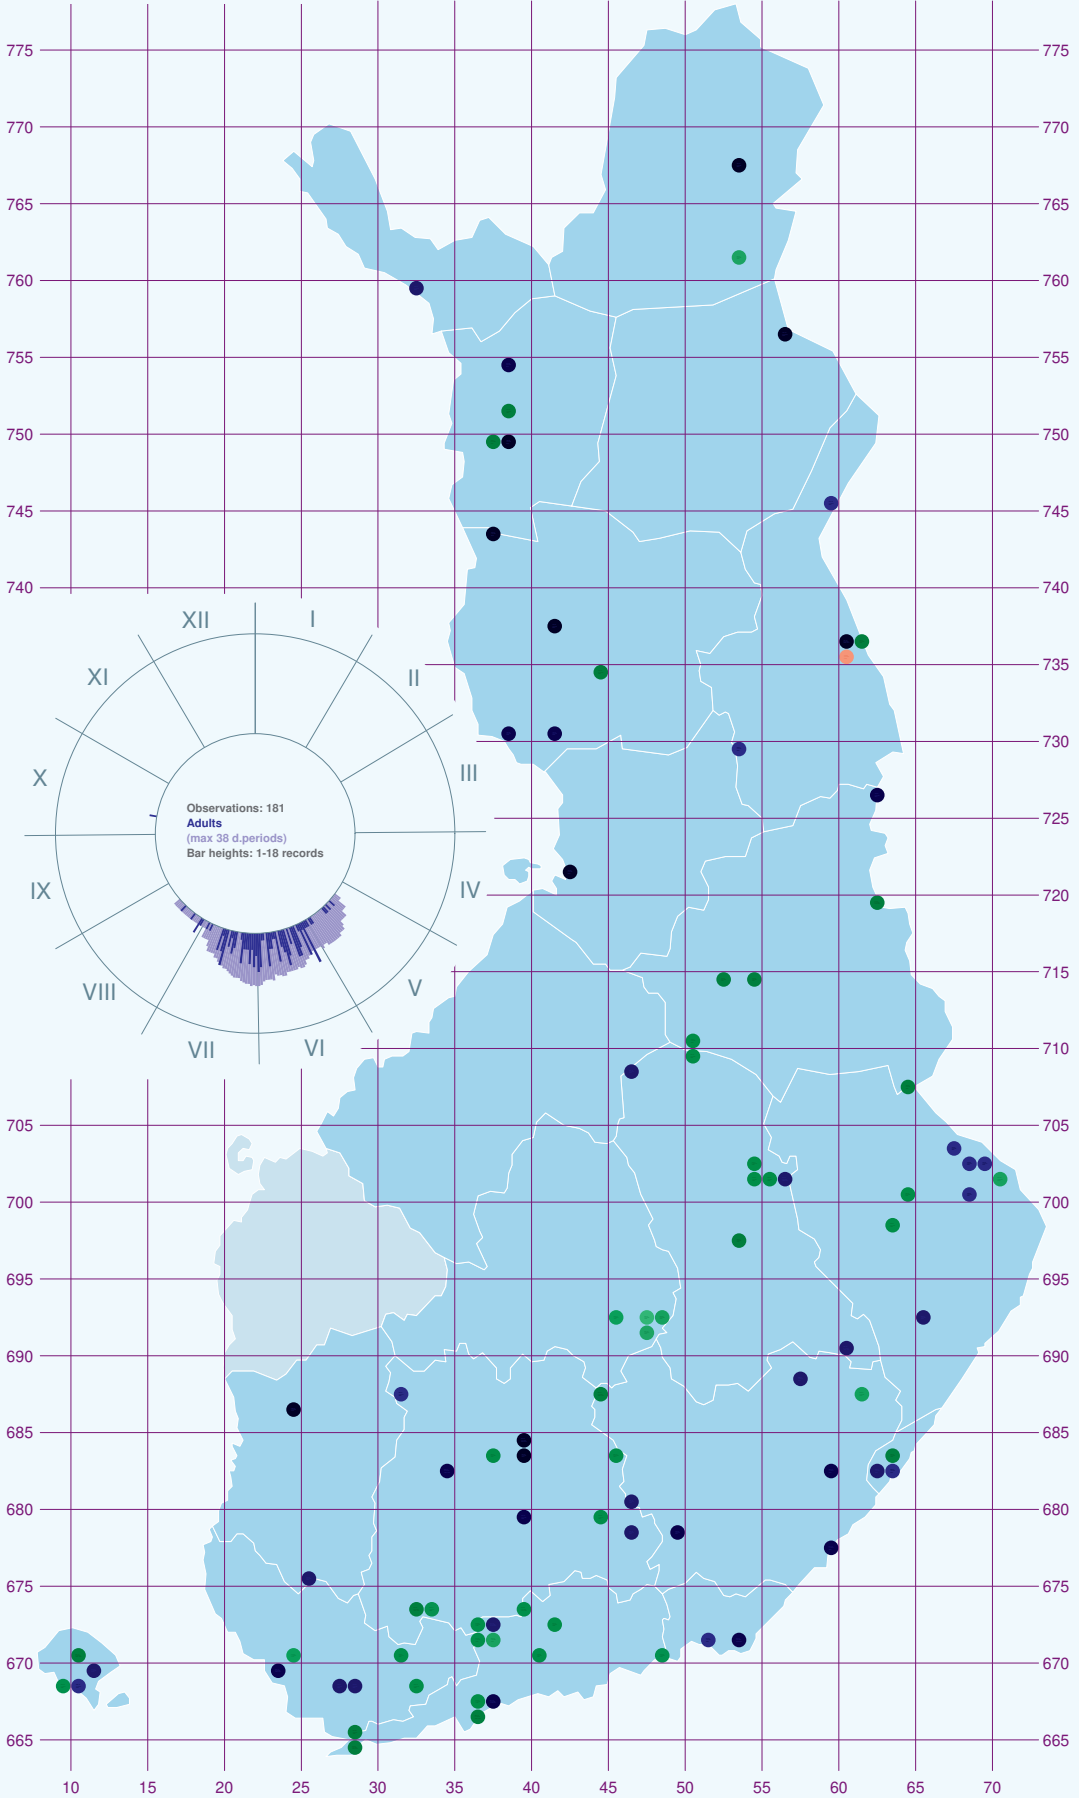 775 775
770 770
765 765
760 760
755 755
750 750
745 745
740 740
XII I
XI II
735
730 730
X III
Observations: 181
Adults
(max 38 d.periods)
Bar heights: 1-18 records
725 725
IX IV
720 720
VIII V
715 715
VII VI
710 710
705 705
700 700
695 695
690 690
685 685
680 680
675 675
670 670
665 665
10 15 20 25 30 35 40 45 50 55 60 65 70